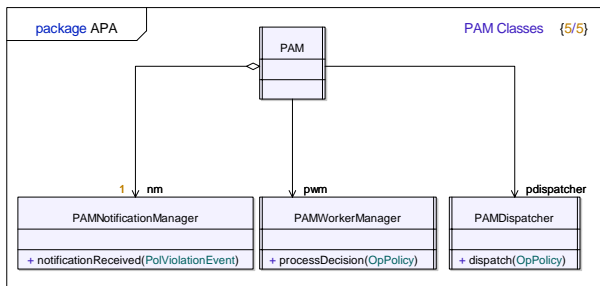 package APA
PAM Classes {5/5}
PAM
1 nm pwm pdispatcher
PAMNotificationManager PAMWorkerManager PAMDispatcher
+ notificationReceived(PolViolationEvent) + processDecision(OpPolicy) + dispatch(OpPolicy)